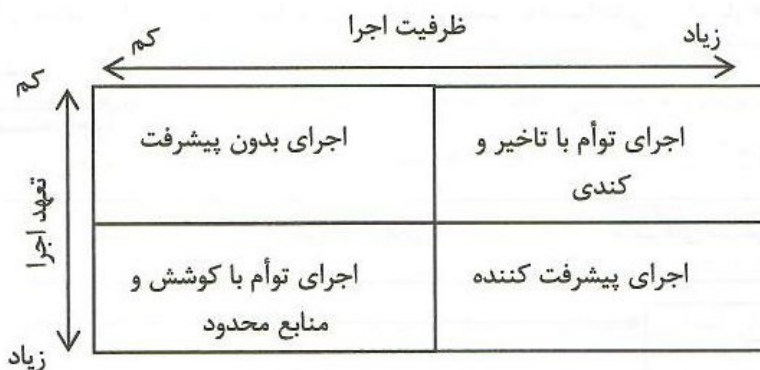 ظرفیت اجرا
زیاد
کم
کم
تعهد اجرا
زیاد
اجرای توأم با تاخیر و
کندی
اجرای بدون پیشرفت
اجرای پیشرفت کننده
اجرای توأم با کوشش و
منابع محدود